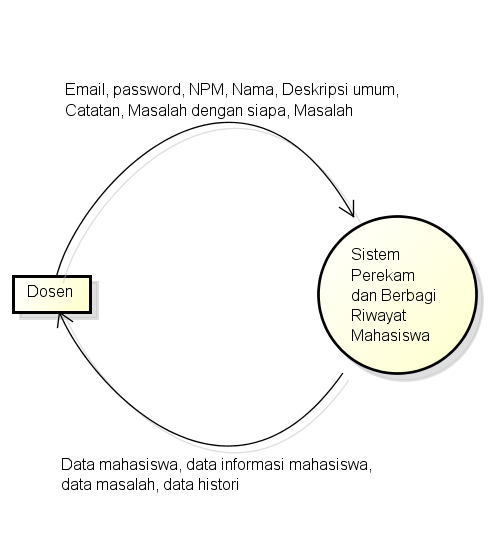 Email, password, NPM, Nama, Deskripsi umum,
Catatan, Masalah dengan siapa, Masalah
Sistem
Perekam
dan Berbagi
Riwayat
Mahasiswa
Dosen
Data mahasiswa, data informasi mahasiswa,
data masalah, data histori